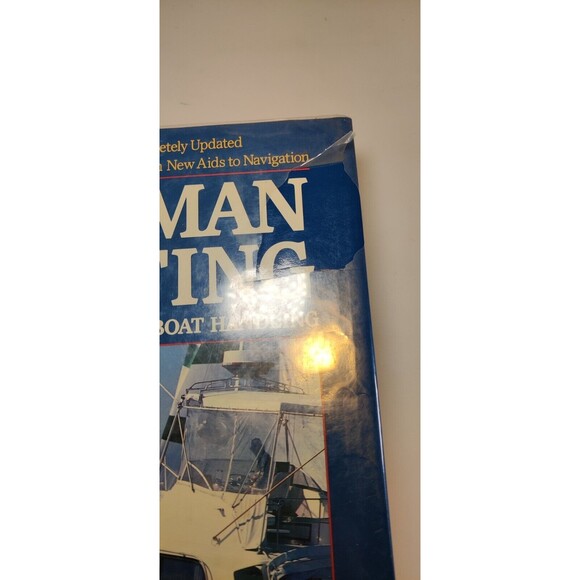 etely Updated
New Aids to Navigation
MAN
TING
BOAT HANDLING